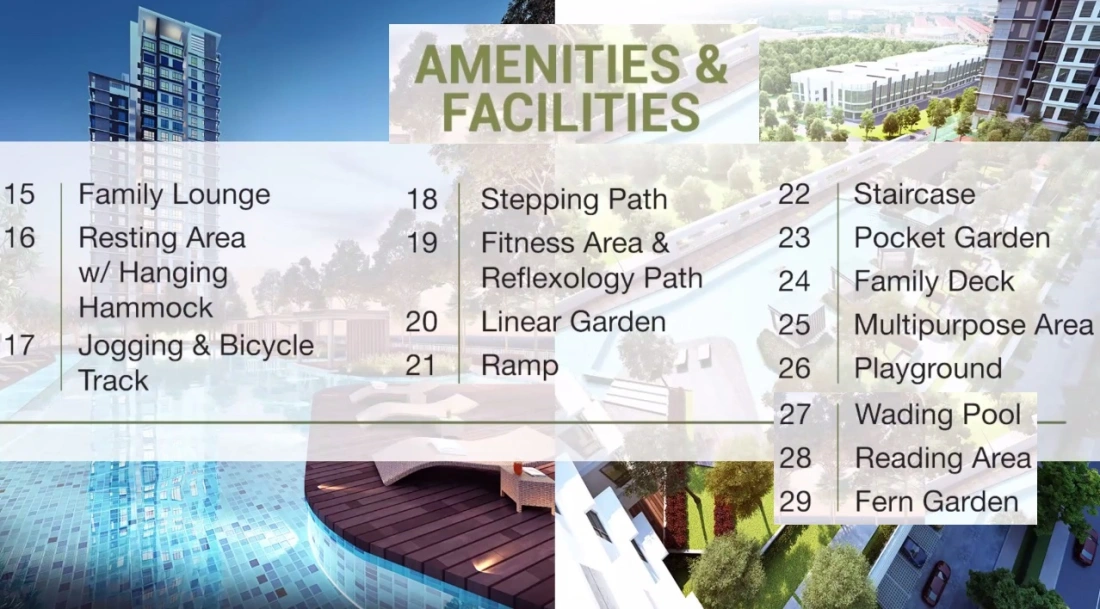 AMENITIES &
FACILITIES
15 Family Lounge
16 Resting Area
w/ Hanging
Hammock
17 Jogging & Bicycle
Track
18 Stepping Path
19 Fitness Area &
Reflexology Path
20 Linear Garden
21 Ramp
22 Staircase
23 Pocket Garden
24 Family Deck
25 Multipurpose Area
26 Playground
27 Wading Pool
28 Reading Area
29 Fern Garden